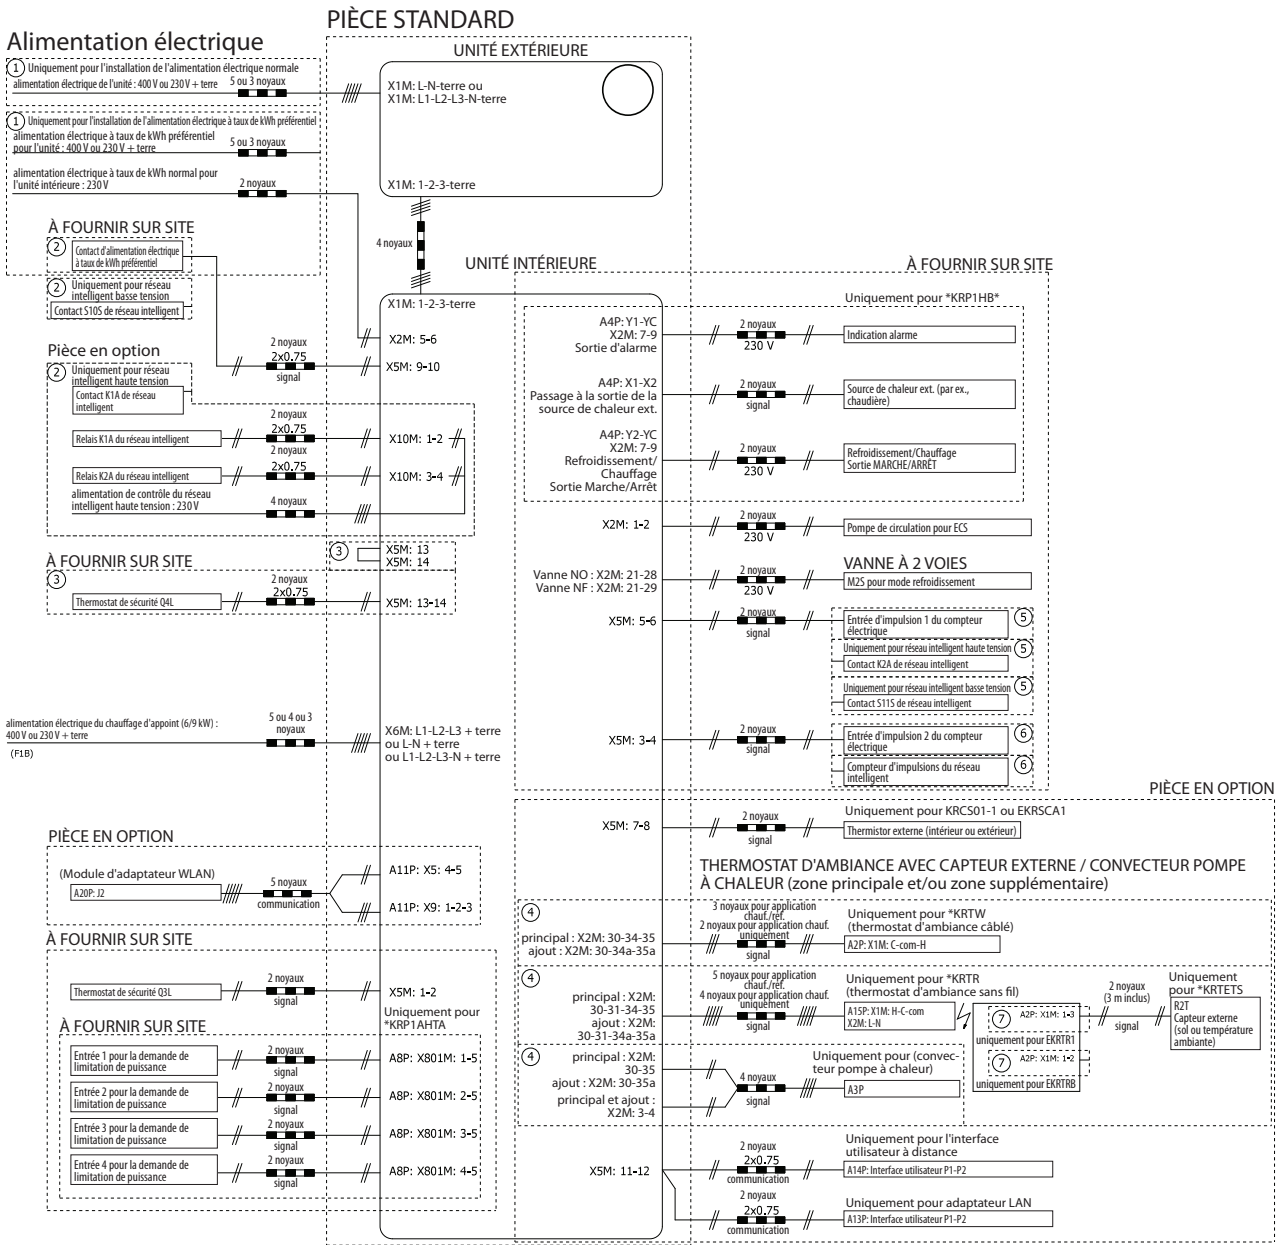 PIÈCE STANDARD
Alimentation électrique
1 Uniquement pour l'installation de l'alimentation électrique normale
alimentation électrique de l'unité : 400 V ou 230 V + terre
5 ou 3 noyaux
1 Uniquement pour l'installation de l'alimentation électrique à taux de kWh préférentiel
alimentation électrique à taux de kWh préférentiel
pour l'unité : 400 V ou 230 V + terre
5 ou 3 noyaux
alimentation électrique à taux de kWh normal pour
l'unité intérieure : 230 V
2 noyaux
À FOURNIR SUR SITE
2
Contact d'alimentation électrique
à taux de kWh préférentiel
2 Uniquement pour réseau
intelligent basse tension
Contact S10S de réseau intelligent
2 noyaux
2x0.75
signal
Pièce en option
2 Uniquement pour réseau
intelligent haute tension
Contact K1A de réseau
intelligent
2 noyaux
2x0.75
Relais K1A du réseau intelligent
2 noyaux
2x0.75
Relais K2A du réseau intelligent
alimentation de contrôle du réseau
intelligent haute tension : 230 V
4 noyaux
À FOURNIR SUR SITE
3
Thermostat de sécurité Q4L
2 noyaux
2x0.75
alimentation électrique du chauffage d'appoint (6/9 kW) :
400 V ou 230 V + terre
(F1B)
5 ou 4 ou 3
noyaux
PIÈCE EN OPTION
(Module d'adaptateur WLAN)
A20P: J2
5 noyaux
communication
À FOURNIR SUR SITE
Thermostat de sécurité Q3L
2 noyaux
signal
À FOURNIR SUR SITE
Entrée 1 pour la demande de
limitation de puissance
2 noyaux
signal
Entrée 2 pour la demande de
limitation de puissance
2 noyaux
signal
Entrée 3 pour la demande de
limitation de puissance
2 noyaux
signal
Entrée 4 pour la demande de
limitation de puissance
2 noyaux
signal
UNITÉ EXTÉRIEURE
X1M: L-N-terre ou
X1M: L1-L2-L3-N-terre
X1M: 1-2-3-terre
4 noyaux
UNITÉ INTÉRIEURE
X1M: 1-2-3-terre
X2M: 5-6
X5M: 9-10
X10M: 1-2
X10M: 3-4
3
X5M: 13
X5M: 14
X5M: 13-14
X6M: L1-L2-L3 + terre
ou L-N + terre
ou L1-L2-L3-N + terre
A11P: X5: 4-5
A11P: X9: 1-2-3
X5M: 1-2
Uniquement pour
*KRP1AHTA
A8P: X801M: 1-5
A8P: X801M: 2-5
A8P: X801M: 3-5
A8P: X801M: 4-5
À FOURNIR SUR SITE
Uniquement pour *KRP1HB*
A4P: Y1-YC
X2M: 7-9
Sortie d'alarme
2 noyaux
230 V
Indication alarme
A4P: X1-X2
Passage à la sortie de la
source de chaleur ext.
2 noyaux
signal
Source de chaleur ext. (par ex.,
chaudière)
A4P: Y2-YC
X2M: 7-9
Refroidissement/
Chauffage
Sortie Marche/Arrêt
2 noyaux
230 V
Refroidissement/Chauffage
Sortie MARCHE/ARRÊT
X2M: 1-2
2 noyaux
230 V
Pompe de circulation pour ECS
VANNE À 2 VOIES
Vanne NO : X2M: 21-28
Vanne NF : X2M: 21-29
2 noyaux
230 V
M2S pour mode refroidissement
X5M: 5-6
2 noyaux
signal
Entrée d'impulsion 1 du compteur
électrique
5
Uniquement pour réseau intelligent haute tension 5
Contact K2A de réseau intelligent
Uniquement pour réseau intelligent basse tension 5
Contact S11S de réseau intelligent
X5M: 3-4
2 noyaux
signal
Entrée d'impulsion 2 du compteur
électrique
6
Compteur d'impulsions du réseau
intelligent
6
PIÈCE EN OPTION
X5M: 7-8
2 noyaux
signal
Uniquement pour KRCS01-1 ou EKRSCA1
Thermistor externe (intérieur ou extérieur)
THERMOSTAT D'AMBIANCE AVEC CAPTEUR EXTERNE / CONVECTEUR POMPE
À CHALEUR (zone principale et/ou zone supplémentaire)
4
principal : X2M: 30-34-35
ajout : X2M: 30-34a-35a
3 noyaux pour application
chauf./ref.
2 noyaux pour application chauf.
uniquement
signal
Uniquement pour *KRTW
(thermostat d'ambiance câblé)
A2P: X1M: C-com-H
4
principal : X2M:
30-31-34-35
ajout : X2M:
30-31-34a-35a
5 noyaux pour application
chauf./ref.
4 noyaux pour application chauf.
uniquement
signal
Uniquement pour *KRTR
(thermostat d'ambiance sans fil)
A15P: X1M: H-C-com
X2M: L-N
7 A2P: X1M: 1-3
uniquement pour EKRTR1
7 A2P: X1M: 1-2
uniquement pour EKRTRB
2 noyaux
(3 m inclus)
signal
Uniquement
pour *KRTETS
R2T
Capteur externe
(sol ou température
ambiante)
4
principal : X2M:
30-35
ajout : X2M: 30-35a
principal et ajout :
X2M: 3-4
4 noyaux
signal
Uniquement pour (convec-
teur pompe à chaleur)
A3P
X5M: 11-12
2 noyaux
2x0.75
communication
Uniquement pour l'interface
utilisateur à distance
A14P: Interface utilisateur P1-P2
2 noyaux
2x0.75
communication
Uniquement pour adaptateur LAN
A13P: Interface utilisateur P1-P2